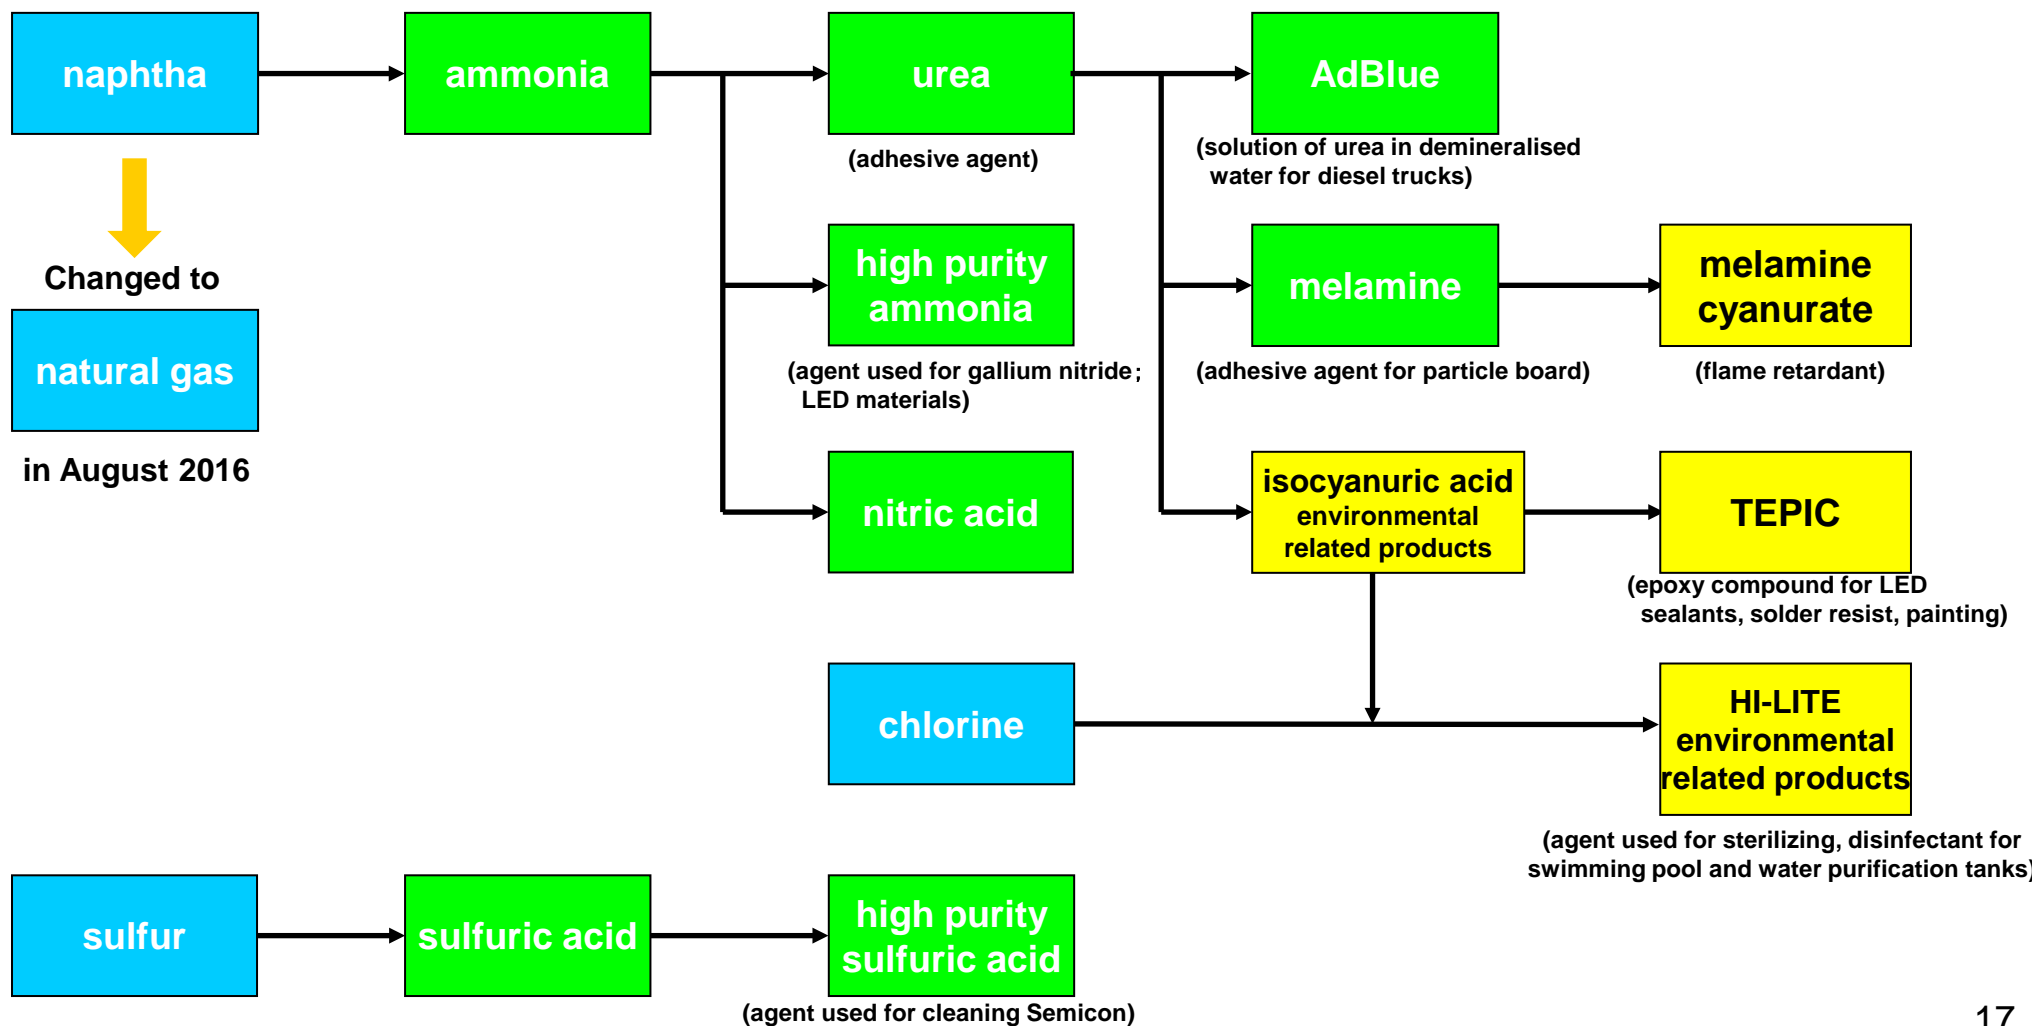 naphtha
ammonia
urea
AdBlue
(adhesive agent)
(solution of urea in demineralised
water for diesel trucks)
Changed to
natural gas
in August 2016
high purity
ammonia
(agent used for gallium nitride;
LED materials)
melamine
(adhesive agent for particle board)
melamine
cyanurate
(flame retardant)
nitric acid
isocyanuric acid
environmental
related products
TEPIC
(epoxy compound for LED
sealants, solder resist, painting)
chlorine
HI-LITE
environmental
related products
(agent used for sterilizing, disinfectant for
swimming pool and water purification tanks)
sulfur
sulfuric acid
high purity
sulfuric acid
(agent used for cleaning Semicon)
17